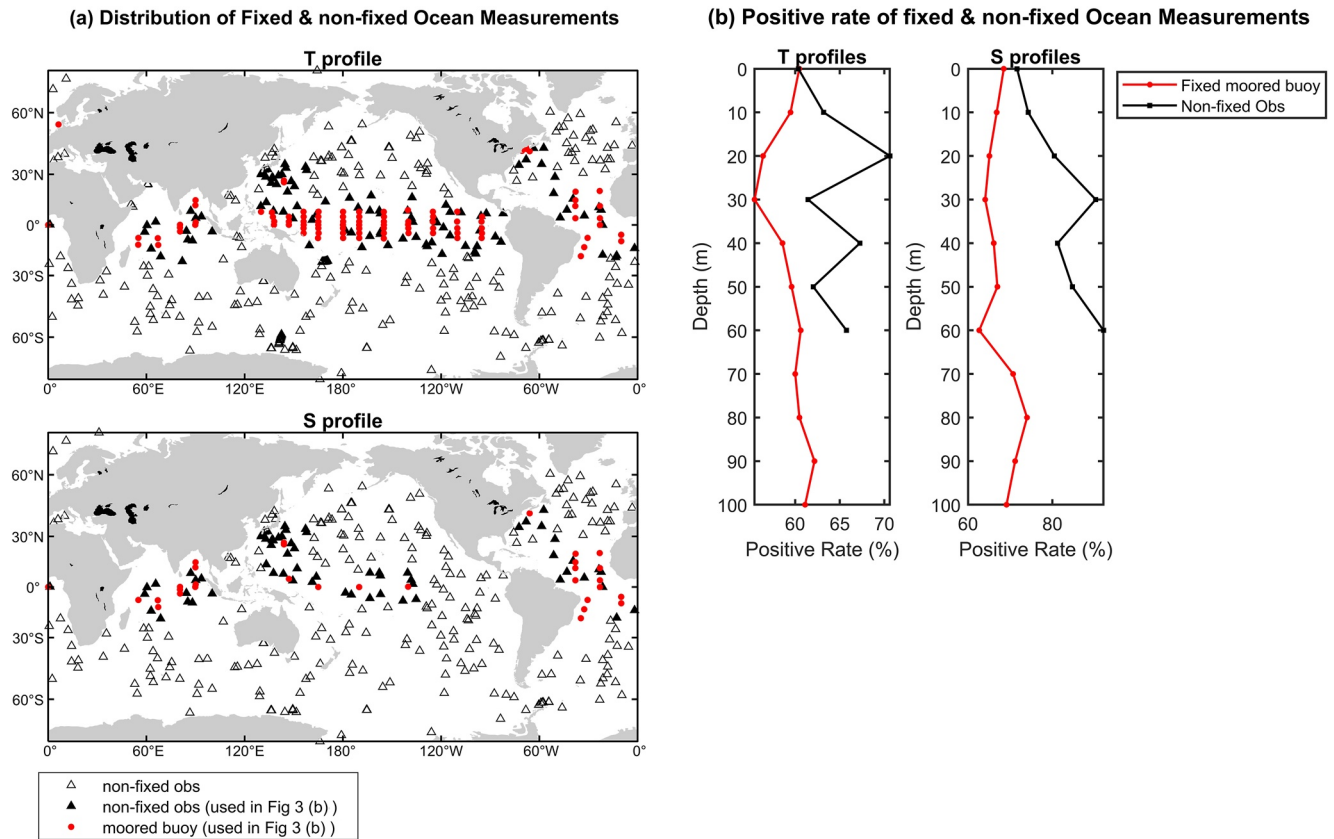 (a) Distribution of Fixed & non-fixed Ocean Measurements
T profile
60°N
30°N
0°
30°S
60°S
0° 60°E 120°E 180° 120°W 60°W 0°
S profile
60°N
30°N
0°
30°S
60°S
0° 60°E 120°E 180° 120°W 60°W 0°
non-fixed obs
non-fixed obs (used in Fig 3 (b) )
moored buoy (used in Fig 3 (b) )
(b) Positive rate of fixed & non-fixed Ocean Measurements
T profiles
0
10
20
30
40
50
60
70
80
90
100
Depth (m)
60 65 70
Positive Rate (%)
S profiles
0
10
20
30
40
50
60
70
80
90
100
Depth (m)
60 80
Positive Rate (%)
Fixed moored buoy
Non-fixed Obs